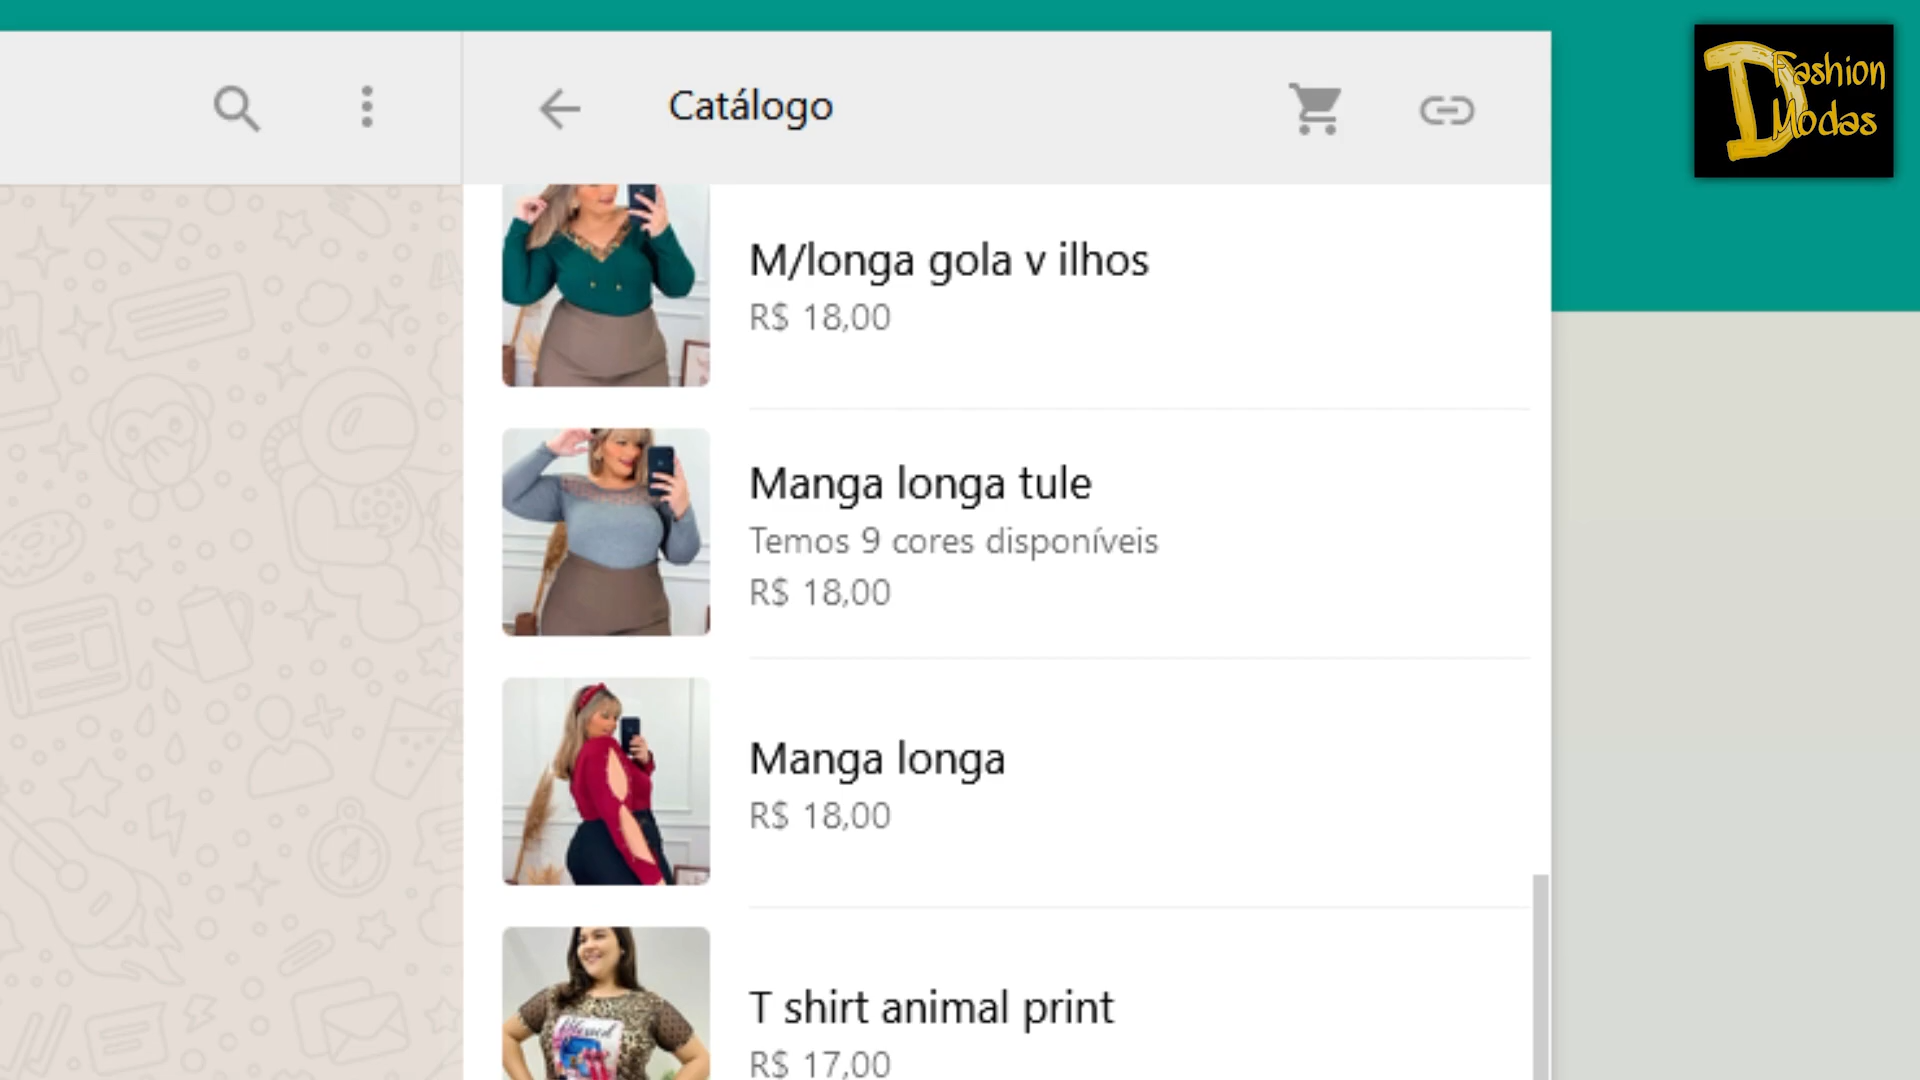 Catálogo
D Fashion
Modas
M/longa gola v ilhos
R$ 18,00
Manga longa tule
Temos 9 cores disponíveis
R$ 18,00
Manga longa
R$ 18,00
T shirt animal print
R$ 17,00
Blessed